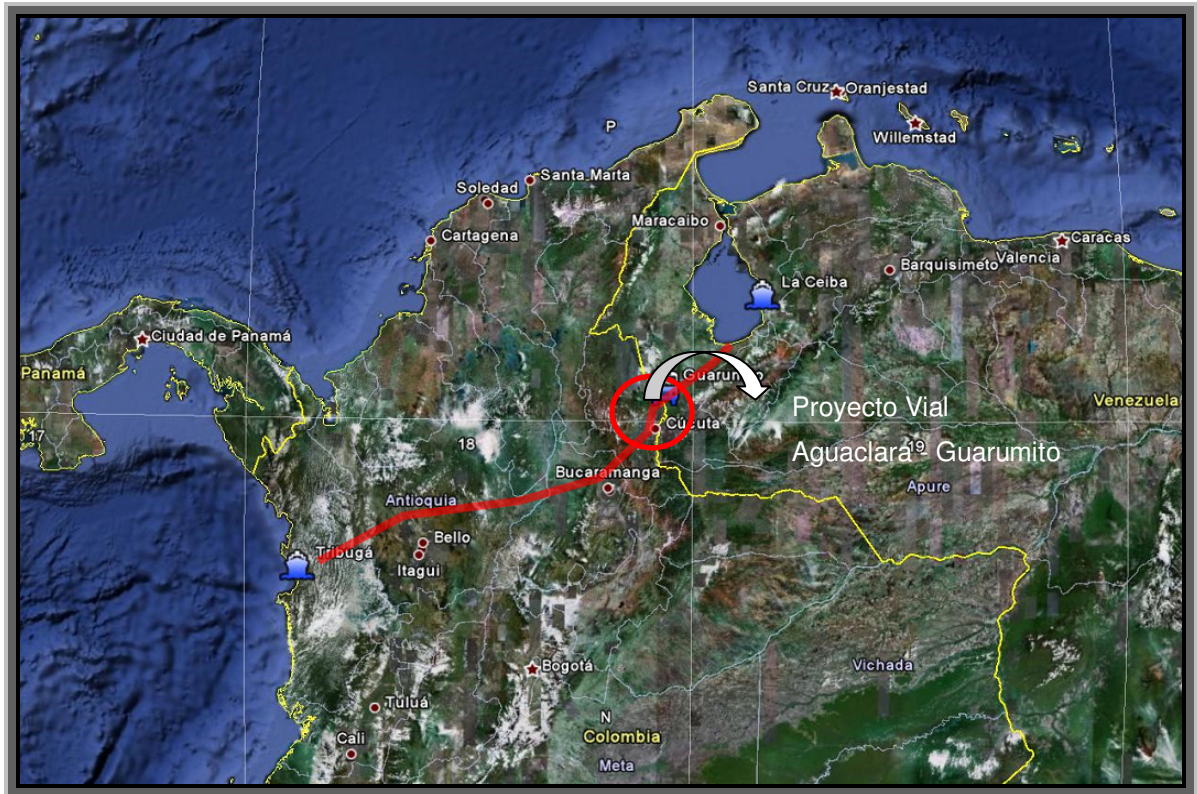 Santa Cruz
Oranjestad
Willemstad
P
Santa Marta
Soledad
Maracaibo
Cartagena
Caracas
Valencia
Barquisimeto
La Ceiba
Ciudad de Panamá
Panamá
Guarumito
Venezuela
Proyecto Vial
Cúcuta
17
18
19
Aguaclara - Guarumito
Bucaramanga
Apure
Antioquia
Bello
Tribugá
Itagui
Bogotá
Vichada
Tuluá
N
Cali
Colombia
Meta